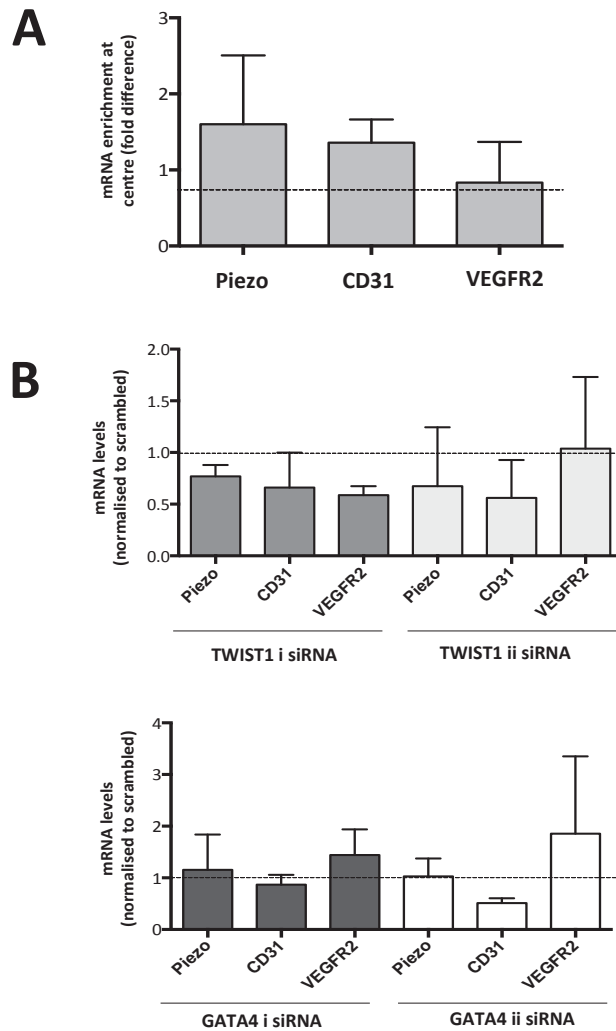 A
mRNA enrichment at
centre (fold difference)
3
2
1
0
Piezo CD31 VEGFR2
B
mRNA levels
(normalised to scrambled)
2.0
1.5
1.0
0.5
0.0
Piezo CD31 VEGFR2 Piezo CD31 VEGFR2
TWIST1 i siRNA TWIST1 ii siRNA
mRNA levels
(normalised to scrambled)
4
3
2
1
0
Piezo CD31 VEGFR2 Piezo CD31 VEGFR2
GATA4 i siRNA GATA4 ii siRNA